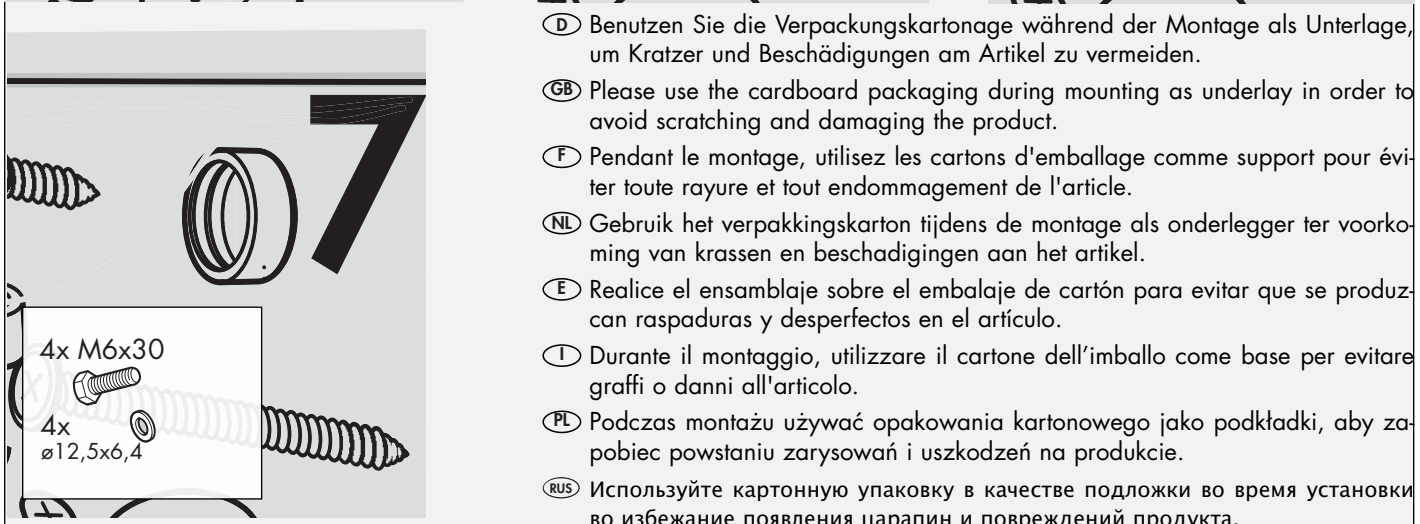 7
4x M6x30
4x
ø12,5x6,4
D Benutzen Sie die Verpackungskartonage während der Montage als Unterlage,
um Kratzer und Beschädigungen am Artikel zu vermeiden.
GB Please use the cardboard packaging during mounting as underlay in order to
avoid scratching and damaging the product.
F Pendant le montage, utilisez les cartons d'emballage comme support pour évi-
ter toute rayure et tout endommagement de l'article.
NL Gebruik het verpakkingskarton tijdens de montage als onderlegger ter voorko-
ming van krassen en beschadigingen aan het artikel.
E Realice el ensamblaje sobre el embalaje de cartón para evitar que se produz-
can raspaduras y desperfectos en el artículo.
I Durante il montaggio, utilizzare il cartone dell’imballo come base per evitare
graffi o danni all'articolo.
PL Podczas montażu używać opakowania kartonowego jako podkładki, aby za-
pobiec powstaniu zarysowań i uszkodzeń na produkcie.
RUS Используйте картонную упаковку в качестве подложки во время установки
во избежание появления царапин и повреждений продукта.